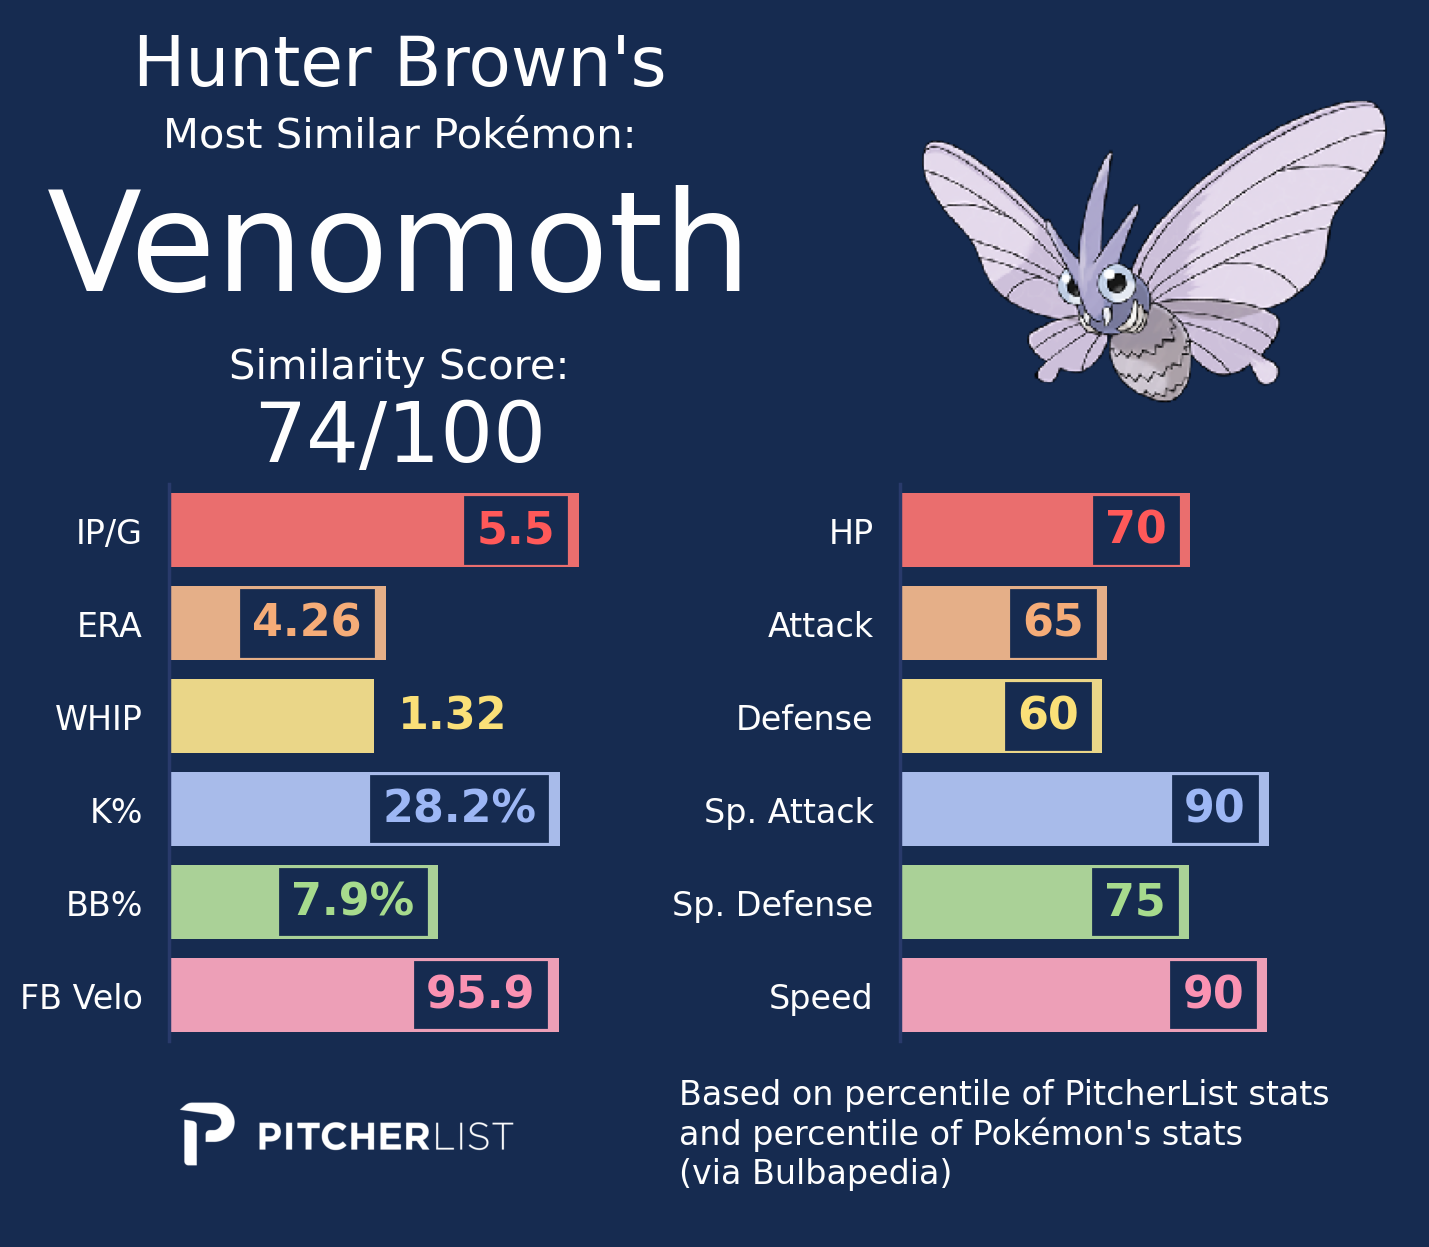 Hunter Brown's
Most Similar Pokémon:
Venomoth
Similarity Score:
74/100
IP/G 5.5
ERA 4.26
WHIP 1.32
K% 28.2%
BB% 7.9%
FB Velo 95.9
HP 70
Attack 65
Defense 60
Sp. Attack 90
Sp. Defense 75
Speed 90
PITCHERLIST
Based on percentile of PitcherList stats
and percentile of Pokémon's stats
(via Bulbapedia)